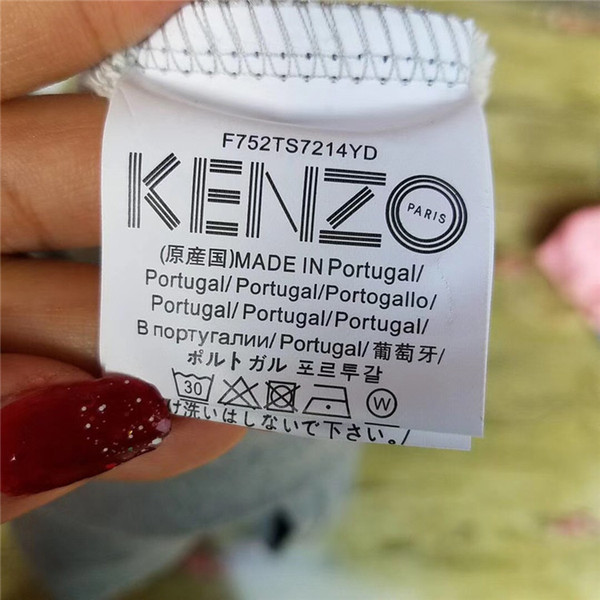 F752TS7214YD
KENZO
PARIS
(原産国)MADE IN Portugal/
Portugal/Portugal/Portogallo/
Portugal/Portugal/Portugal/
В португалии/Portugal/葡萄牙/
ポルトガル 포르투갈
30 W
け洗いはしないで下さい。/